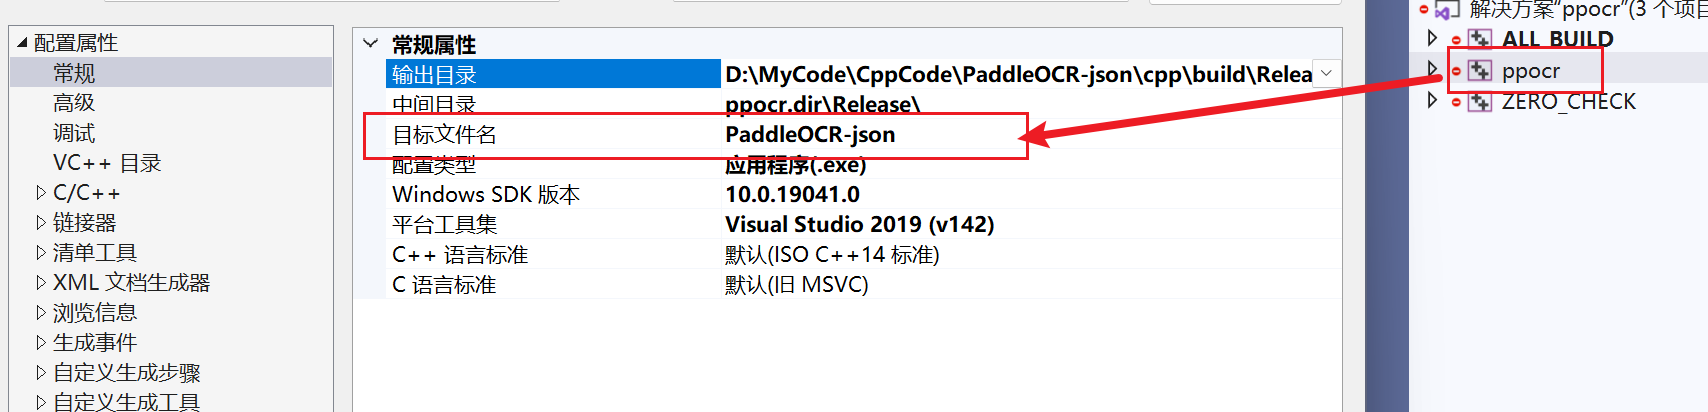 配置属性
常规
高级
调试
VC++ 目录
C/C++
链接器
清单工具
XML 文档生成器
浏览信息
生成事件
自定义生成步骤
自定义生成工具
常规属性
输出目录 D:\MyCode\CppCode\PaddleOCR-json\cpp\build\Relea
中间目录 ppocr.dir\Release\
目标文件名 PaddleOCR-json
配置类型 应用程序(.exe)
Windows SDK 版本 10.0.19041.0
平台工具集 Visual Studio 2019 (v142)
C++ 语言标准 默认(ISO C++14 标准)
C 语言标准 默认(旧 MSVC)
解决方案"ppocr"(3 个项目
ALL_BUILD
ppocr
ZERO_CHECK